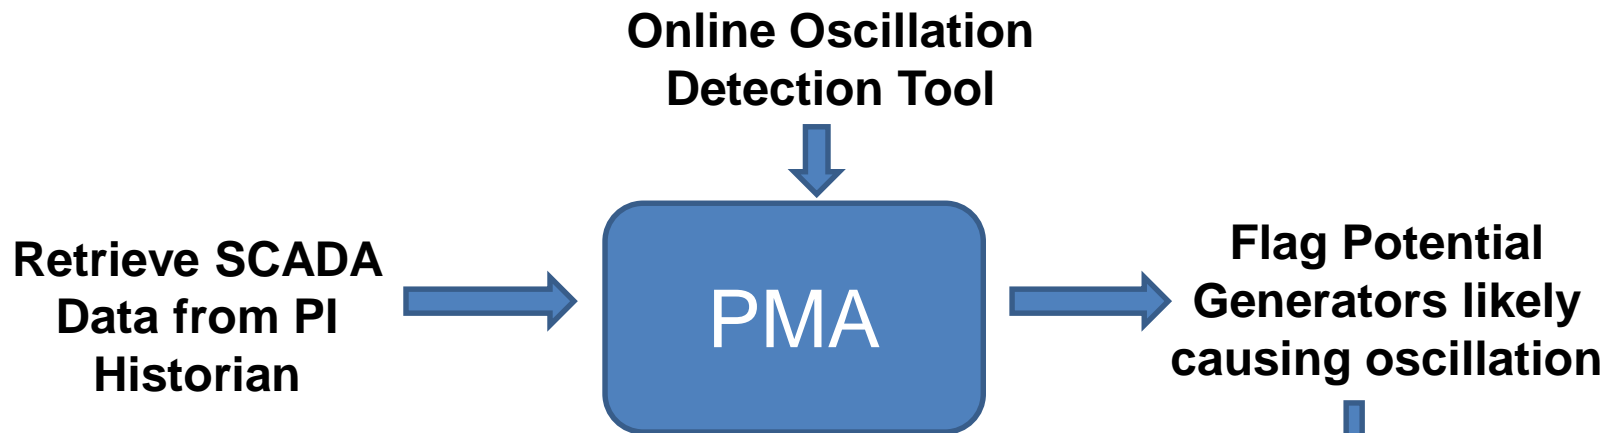 Online Oscillation
Detection Tool
Retrieve SCADA
Data from PI
Historian
PMA
Flag Potential
Generators likely
causing oscillation